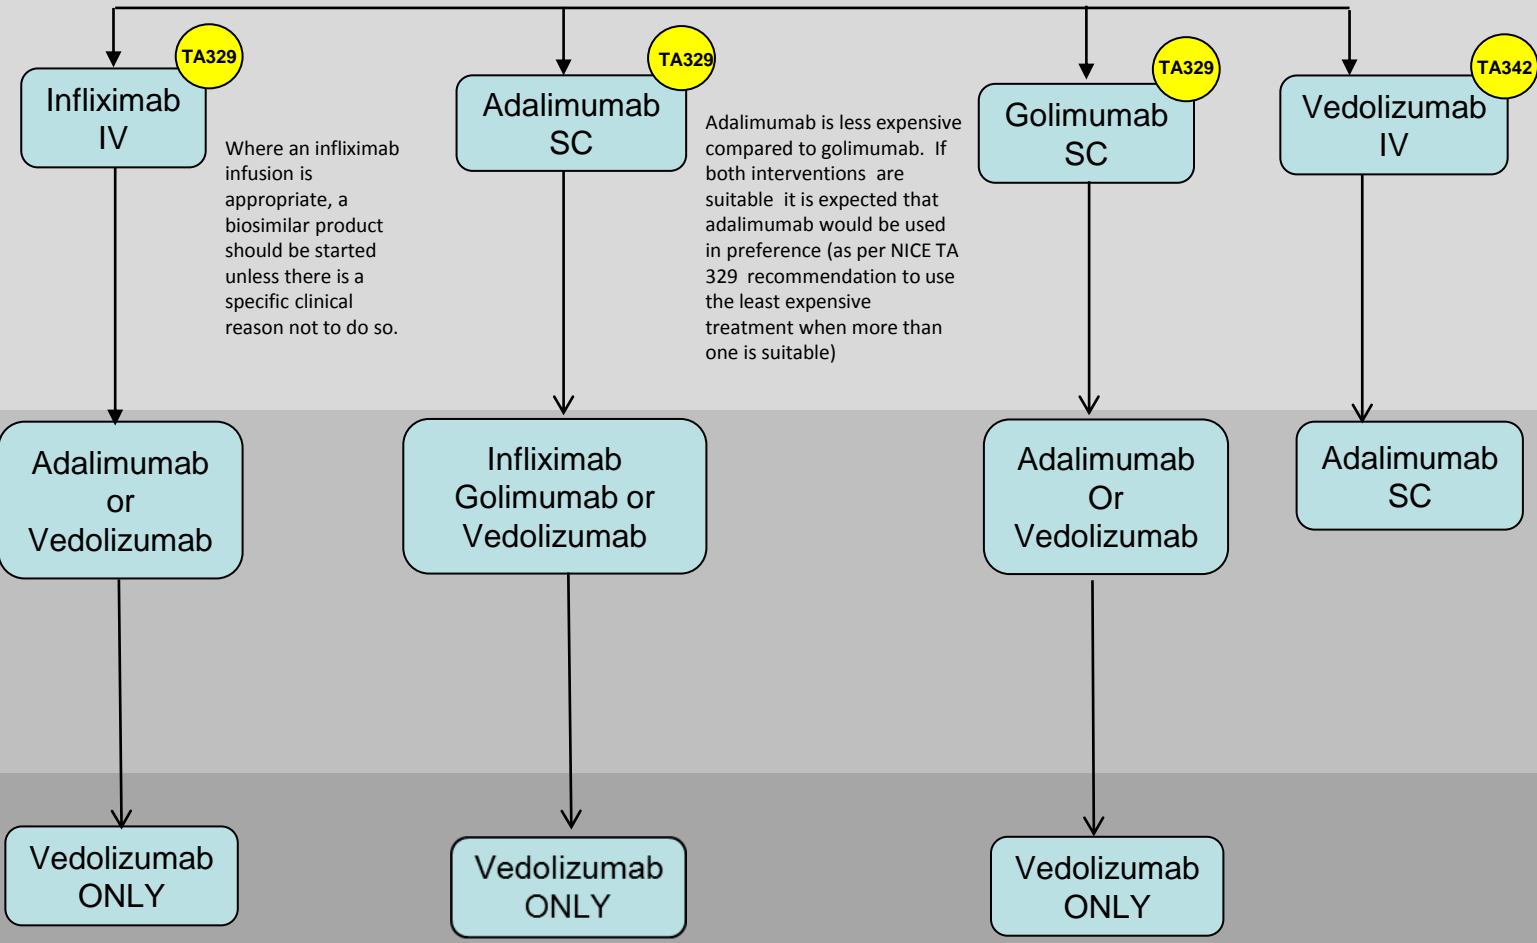 TA329
Infliximab
IV
Where an infliximab
infusion is
appropriate, a
biosimilar product
should be started
unless there is a
specific clinical
reason not to do so.
TA329
Adalimumab
SC
Adalimumab is less expensive
compared to golimumab. If
both interventions are
suitable it is expected that
adalimumab would be used
in preference (as per NICE TA
329 recommendation to use
the least expensive
treatment when more than
one is suitable)
TA329
Golimumab
SC
TA342
Vedolizumab
IV
Adalimumab
or
Vedolizumab
Infliximab
Golimumab or
Vedolizumab
Adalimumab
Or
Vedolizumab
Adalimumab
SC
Vedolizumab
ONLY
Vedolizumab
ONLY
Vedolizumab
ONLY